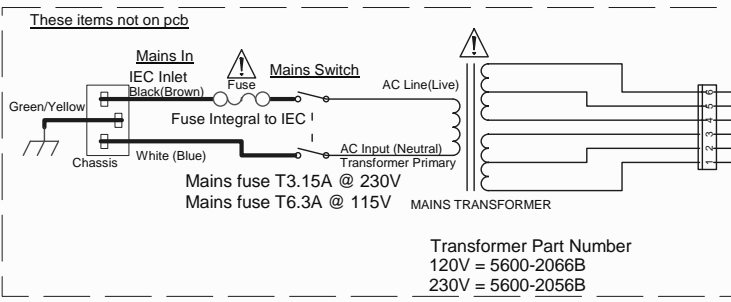 These items not on pcb
Mains In
IEC Inlet
Black(Brown)
Fuse
Mains Switch
AC Line(Live)
Green/Yellow
Fuse Integral to IEC
AC Input (Neutral)
Transformer Primary
Chassis
White (Blue)
Mains fuse T3.15A @ 230V
Mains fuse T6.3A @ 115V
MAINS TRANSFORMER
6
5
4
3
2
1
Transformer Part Number
120V = 5600-2066B
230V = 5600-2056B